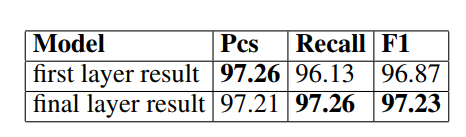 Model Pcs Recall F1
first layer result 97.26 96.13 96.87
final layer result 97.21 97.26 97.23